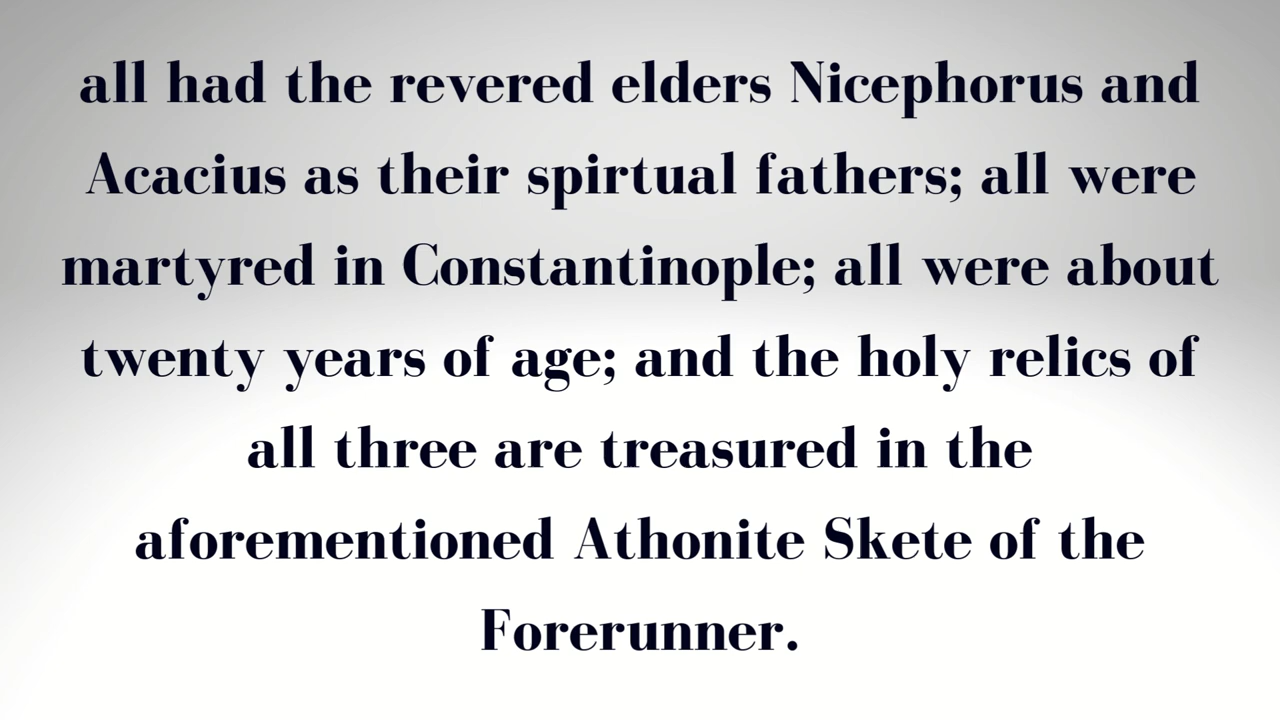 all had the revered elders Nicephorus and
Acacius as their spirtual fathers; all were
martyred in Constantinople; all were about
twenty years of age; and the holy relics of
all three are treasured in the
aforementioned Athonite Skete of the
Forerunner.